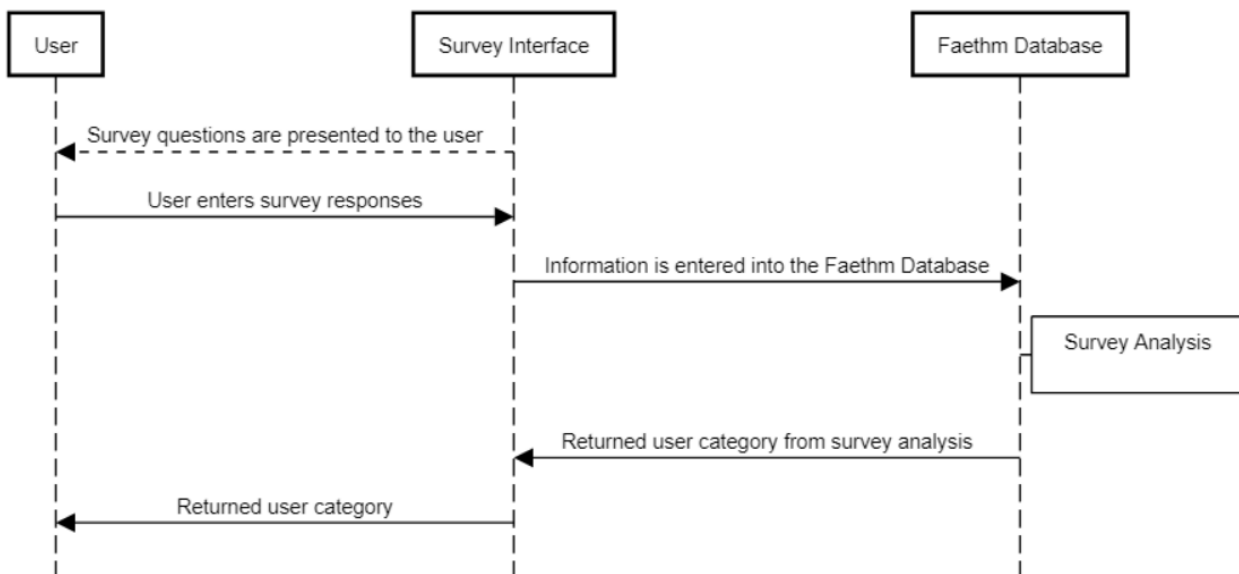 User
Survey Interface
Faethm Database
Survey questions are presented to the user
User enters survey responses
Information is entered into the Faethm Database
Survey Analysis
Returned user category from survey analysis
Returned user category